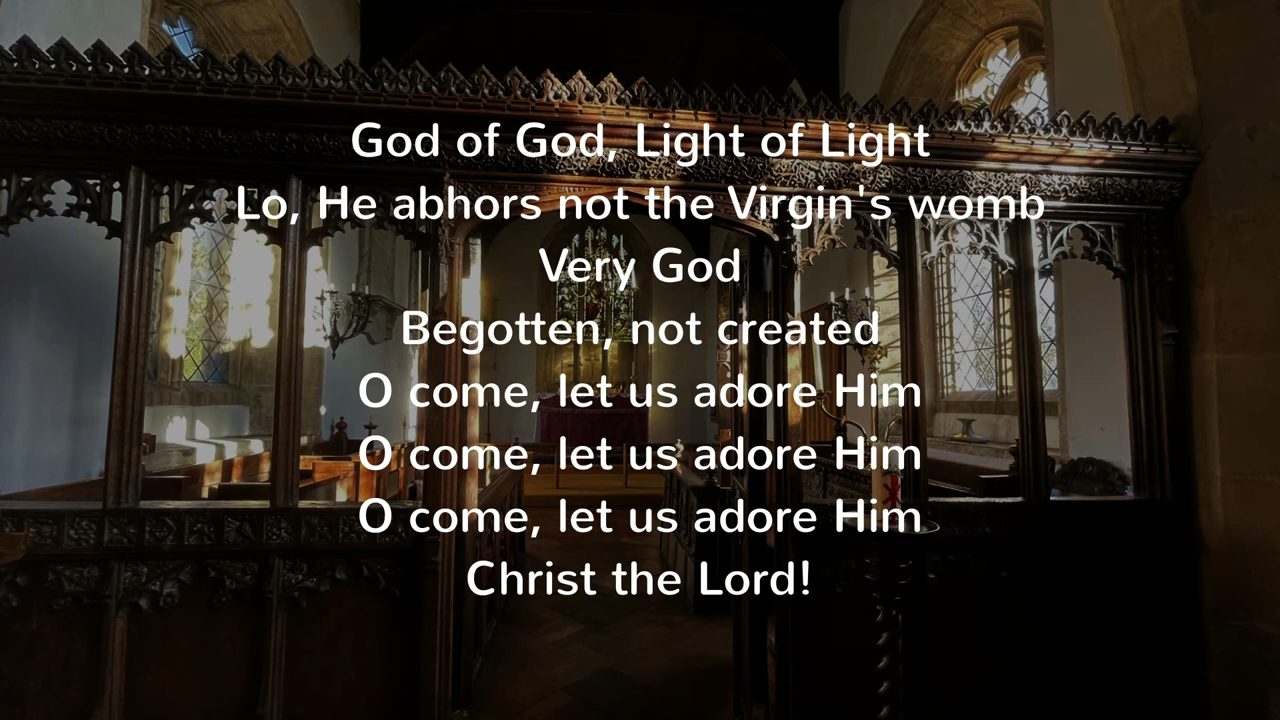 God of God, Light of Light
Lo, He abhors not the Virgin's womb
Very God
Begotten, not created
O come, let us adore Him
O come, let us adore Him
O come, let us adore Him
Christ the Lord!